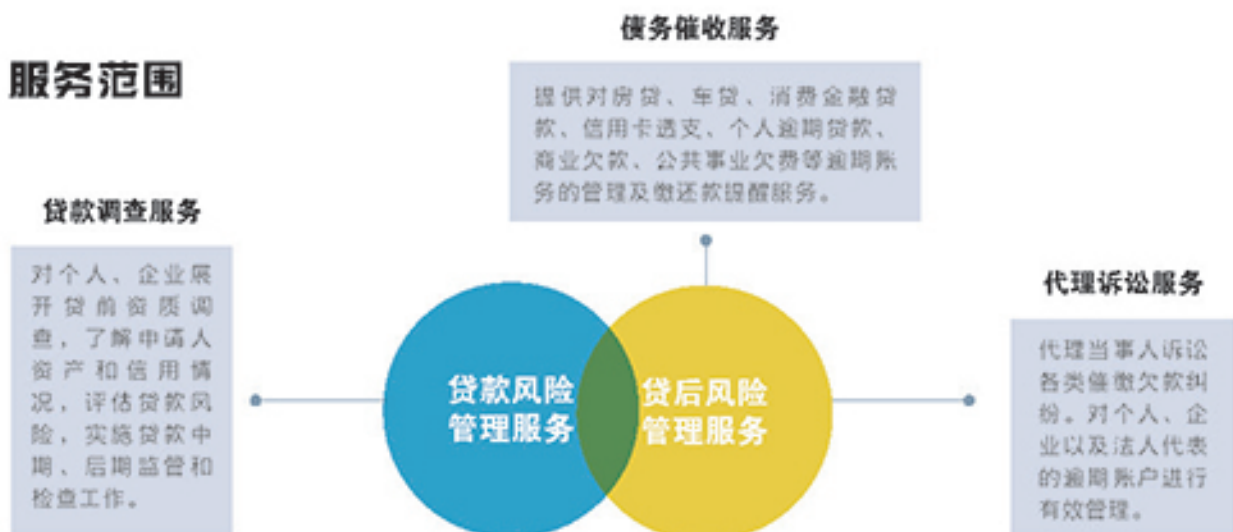 服务范围
债务催收服务
提供对房贷、车贷、消费金融贷
款、信用卡透支、个人逾期贷款、
商业欠款、公共事业欠费等逾期账
务的管理及缴还款提醒服务。
贷款调查服务
对个人、企业展
开贷前资质调
查，了解申请人
资产和信用情
况，评估贷款风
险，实施贷款中
期、后期监管和
检查工作。
贷款风险
管理服务
贷后风险
管理服务
代理诉讼服务
代理当事人诉讼
各类催缴欠款纠
纷。对个人、企
业以及法人代表
的逾期账户进行
有效管理。